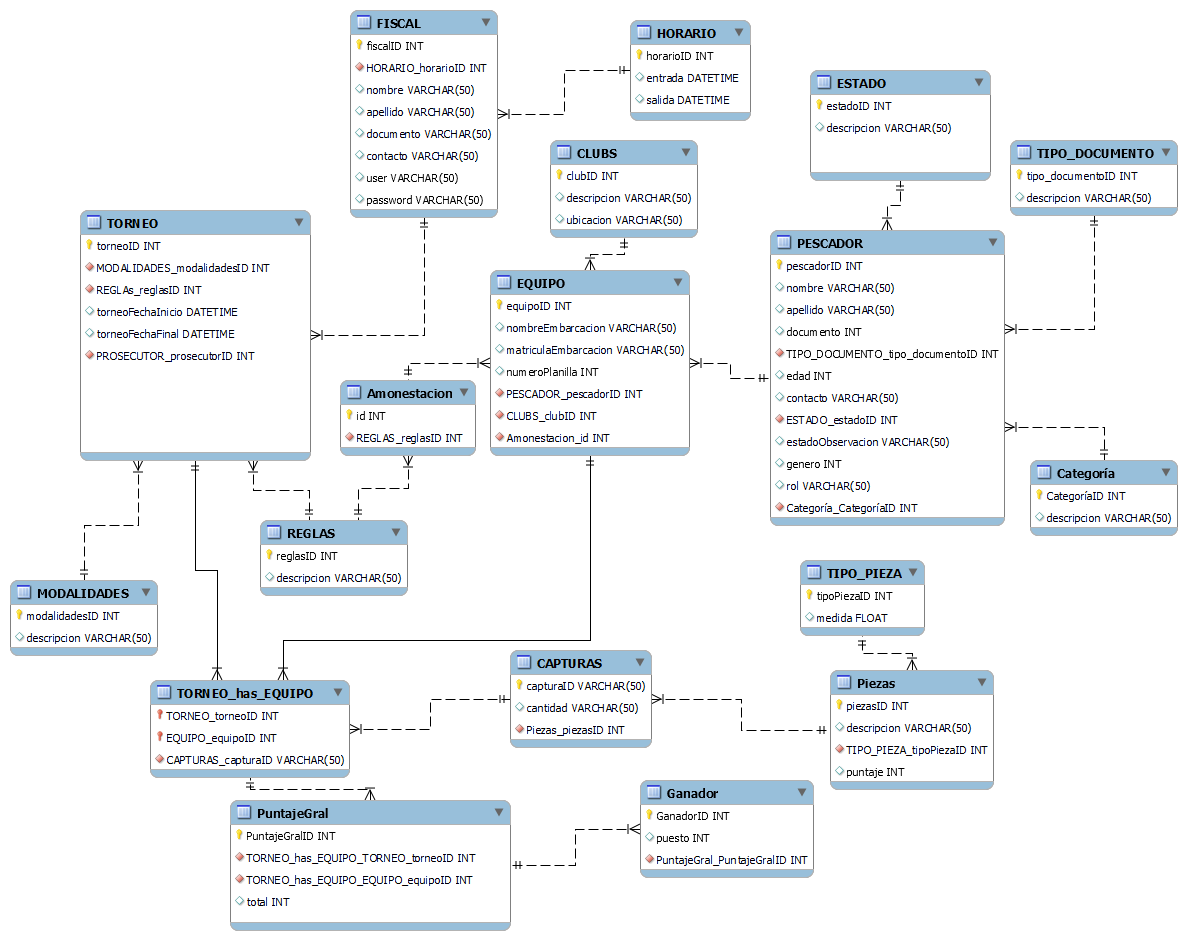 FISCAL
fiscalID INT
HORARIO_horarioID INT
nombre VARCHAR(50)
apellido VARCHAR(50)
documento VARCHAR(50)
contacto VARCHAR(50)
user VARCHAR(50)
password VARCHAR(50)
HORARIO
horarioID INT
entrada DATETIME
salida DATETIME
ESTADO
estadoID INT
descripcion VARCHAR(50)
CLUBS
clubID INT
descripcion VARCHAR(50)
ubicacion VARCHAR(50)
TIPO_DOCUMENTO
tipo_documentoID INT
descripcion VARCHAR(50)
TORNEO
torneoID INT
MODALIDADES_modalidadesID INT
REGLAs_reglasID INT
torneoFechaInicio DATETIME
torneoFechaFinal DATETIME
PROSECUTOR_prosecutorID INT
PESCADOR
pescadorID INT
nombre VARCHAR(50)
apellido VARCHAR(50)
documento INT
TIPO_DOCUMENTO_tipo_documentoID INT
edad INT
contacto VARCHAR(50)
ESTADO_estadoID INT
estadoObservacion VARCHAR(50)
genero INT
rol VARCHAR(50)
Categoría_CategoríaID INT
EQUIPO
equipoID INT
nombreEmbarcacion VARCHAR(50)
matriculaEmbarcacion VARCHAR(50)
numeroPlanilla INT
PESCADOR_pescadorID INT
CLUBS_clubID INT
Amonestacion_id INT
Amonestacion
id INT
REGLAS_reglasID INT
Categoría
CategoríaID INT
descripcion VARCHAR(50)
REGLAS
reglasID INT
descripcion VARCHAR(50)
MODALIDADES
modalidadesID INT
descripcion VARCHAR(50)
TIPO_PIEZA
tipoPiezaID INT
medida FLOAT
TORNEO_has_EQUIPO
TORNEO_torneoID INT
EQUIPO_equipoID INT
CAPTURAS_capturaID VARCHAR(50)
CAPTURAS
capturaID VARCHAR(50)
cantidad VARCHAR(50)
Piezas_piezasID INT
Piezas
piezasID INT
descripcion VARCHAR(50)
TIPO_PIEZA_tipoPiezaID INT
puntaje INT
PuntajeGral
PuntajeGralID INT
TORNEO_has_EQUIPO_TORNEO_torneoID INT
TORNEO_has_EQUIPO_EQUIPO_equipoID INT
total INT
Ganador
GanadorID INT
puesto INT
PuntajeGral_PuntajeGralID INT